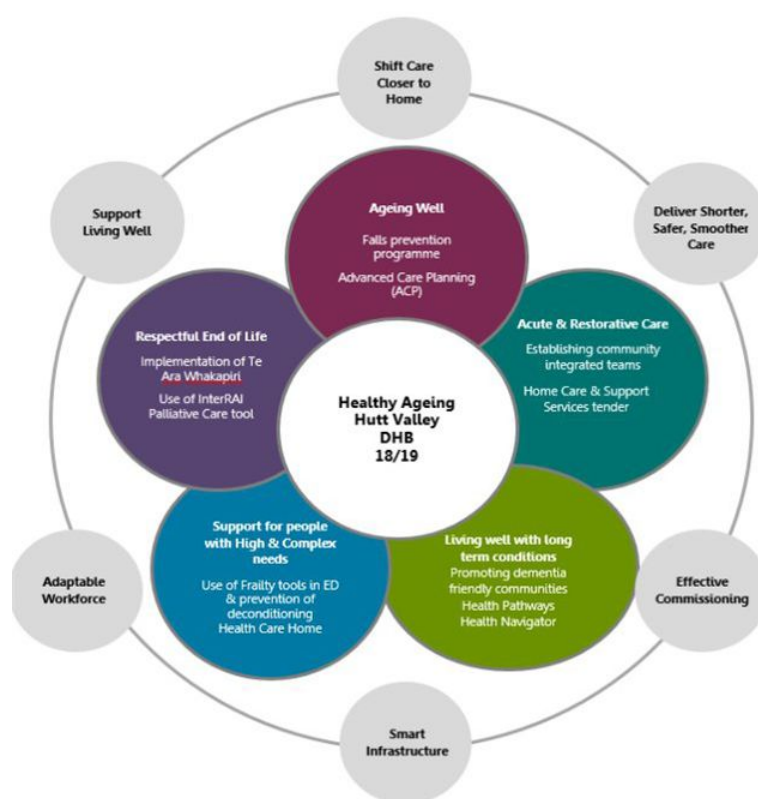 Shift Care
Closer to
Home
Support
Living Well
Deliver Shorter,
Safer, Smoother
Care
Ageing Well
Falls prevention
programme
Advanced Care Planning
(ACP)
Respectful End of Life
Implementation of Te
Ara Whakapiri
Use of InterRAI
Palliative Care tool
Acute & Restorative Care
Establishing community
integrated teams
Home Care & Support
Services tender
Healthy Ageing
Hutt Valley
DHB
18/19
Support for people
with High & Complex
needs
Use of Frailty tools in ED
& prevention of
deconditioning
Health Care Home
Living well with long
term conditions
Promoting dementia
friendly communities
Health Pathways
Health Navigator
Adaptable
Workforce
Effective
Commissioning
Smart
Infrastructure